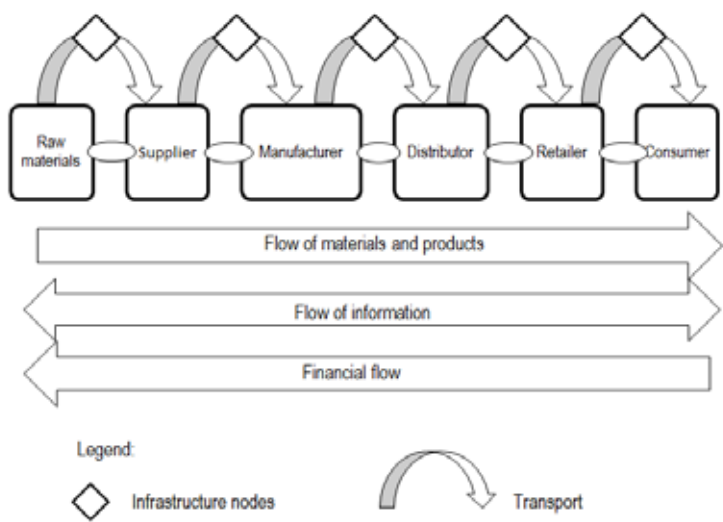 Raw
materials
Supplier
Manufacturer
Distributor
Retailer
Consumer
Flow of materials and products
Flow of information
Financial flow
Legend:
Infrastructure nodes
Transport